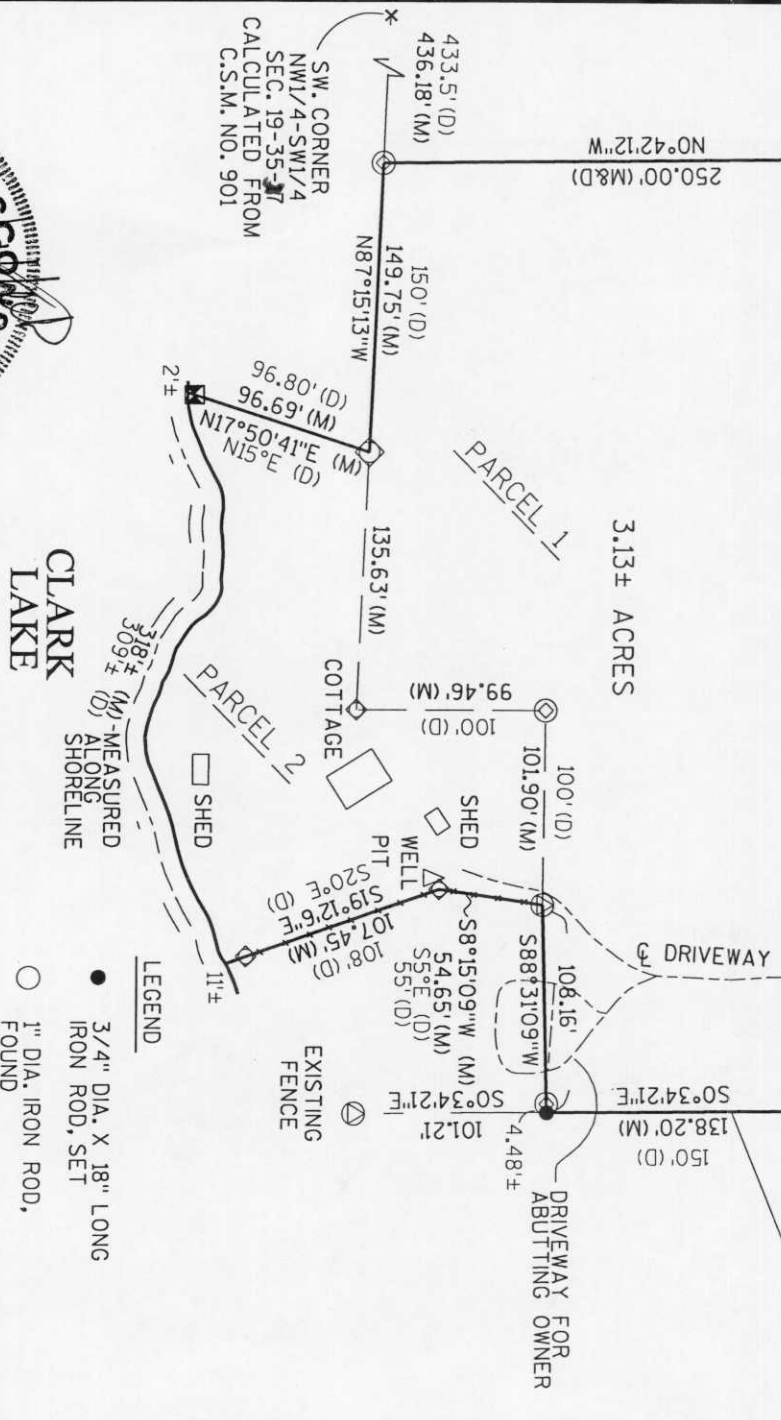 433.5' (D)
436.18' (M)
N0°42'12"W
250.00' (M&D)
SW. CORNER
NW1/4-SW1/4
SEC. 19-35-
CALCULATED FROM
C.S.M. NO. 901
150' (D)
149.75' (M)
N87°15'13"W
96.80' (D)
96.69' (M)
N17°50'41"E (M)
N15°E (D)
2'±
PARCEL 1
3.13± ACRES
135.63' (M)
99.46' (M)
100' (D)
100' (D)
101.90' (M)
COTTAGE
PARCEL 2
SHED
SHED
WELL
PIT
CLARK
LAKE
318'± (M)-MEASURED
309'± (D) ALONG
SHORELINE
S19°12'6"E
107.45' (M)
108' (D)
S20°E (D)
11'±
S8°15'09"W (M)
54.65' (M)
S5°E (D)
55' (D)
108.16'
S88°31'09"W
℄ DRIVEWAY
S0°34'21"E
138.20' (M)
150' (D)
S0°34'21"E
101.21'
4.48'±
DRIVEWAY FOR
ABUTTING OWNER
EXISTING
FENCE
LEGEND
3/4" DIA. X 18" LONG
IRON ROD, SET
1" DIA. IRON ROD,
FOUND